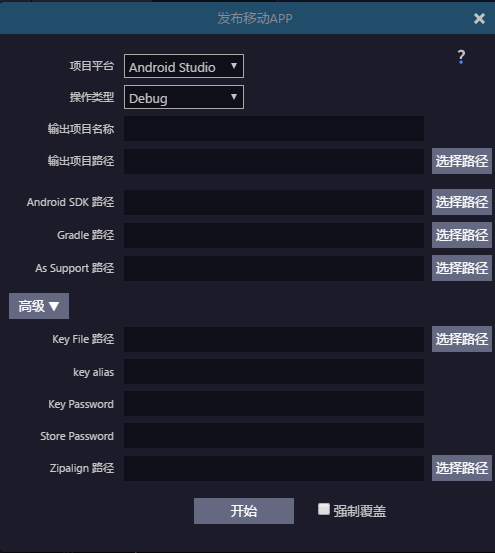 发布移动APP
?
项目平台 Android Studio
操作类型 Debug
输出项目名称
输出项目路径 选择路径
Android SDK 路径 选择路径
Gradle 路径 选择路径
As Support 路径 选择路径
高级▼
Key File 路径 选择路径
key alias
Key Password
Store Password
Zipalign 路径 选择路径
开始 强制覆盖